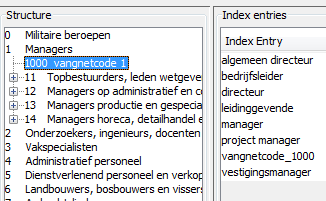 Structure
0 Militaire beroepen
1 Managers
1000 vangnetcode 1
11 Topbestuurders, leden wetgeve
12 Managers op administratief en c
13 Managers productie en gespecia
14 Managers horeca, detailhandel e
2 Onderzoekers, ingenieurs, docenten
3 Vakspecialisten
4 Administratief personeel
5 Dienstverlenend personeel en verkop
6 Landbouwers, bosbouwers en vissers
Index entries
Index Entry
algemeen directeur
bedrijfsleider
directeur
leidinggevende
manager
project manager
vangnetcode_1000
vestigingsmanager